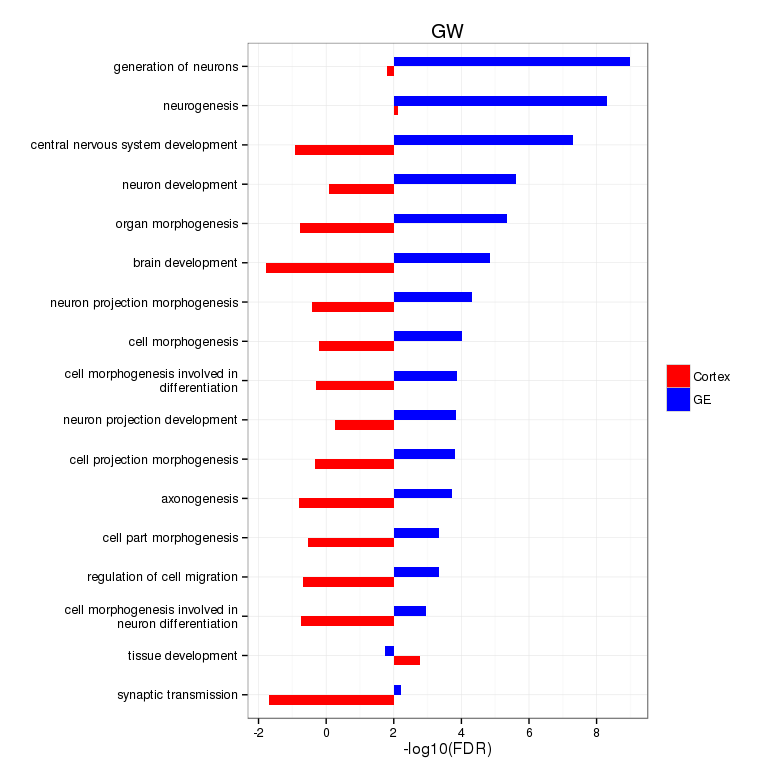 GW
generation of neurons
neurogenesis
central nervous system development
neuron development
organ morphogenesis
brain development
neuron projection morphogenesis
cell morphogenesis
cell morphogenesis involved in
differentiation
neuron projection development
cell projection morphogenesis
axonogenesis
cell part morphogenesis
regulation of cell migration
cell morphogenesis involved in
neuron differentiation
tissue development
synaptic transmission
Cortex
GE
-2 0 2 4 6 8
-log10(FDR)